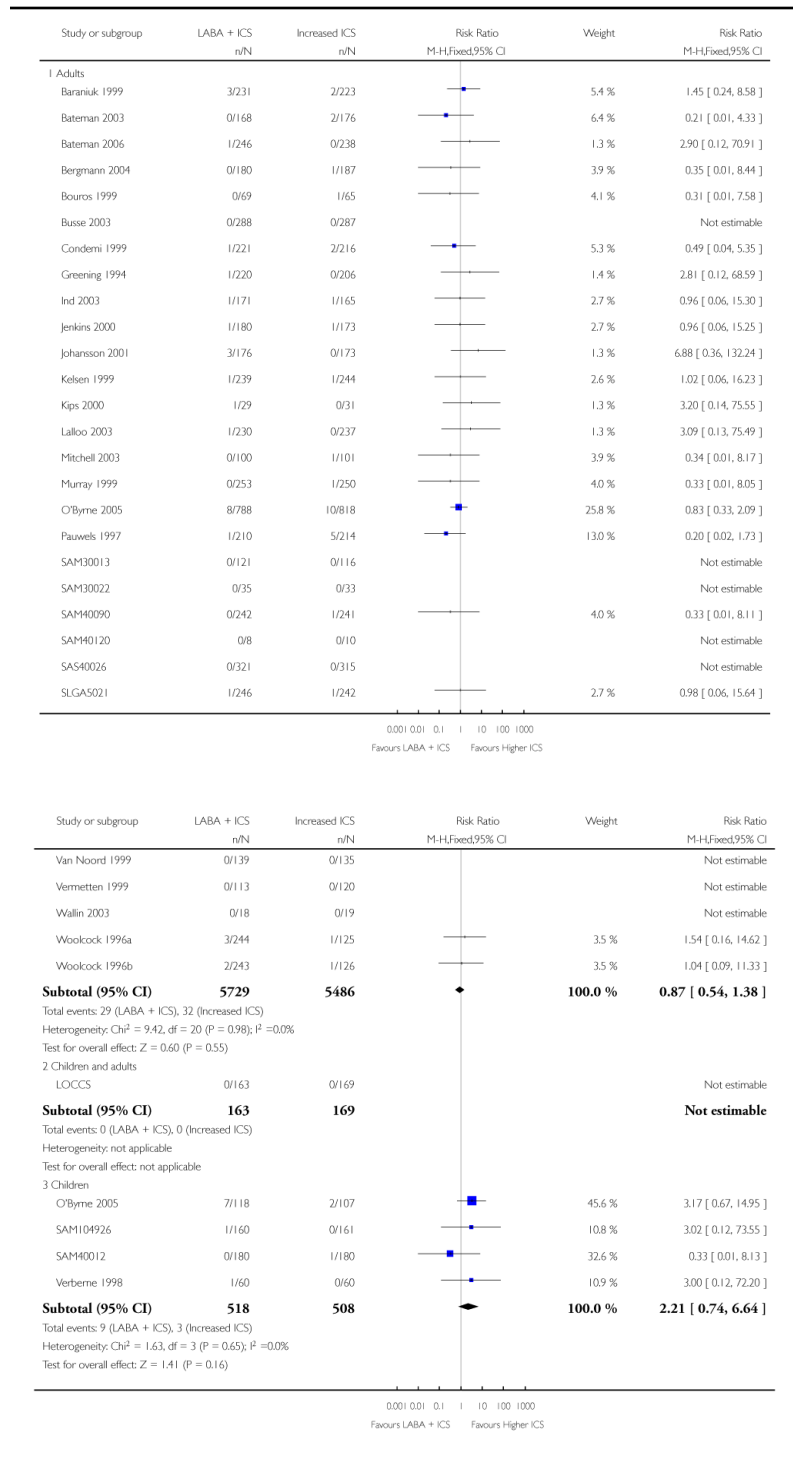 Study or subgroup LABA + ICS Increased ICS Risk Ratio Weight Risk Ratio
n/N n/N M-H,Fixed,95% CI M-H,Fixed,95% CI
1 Adults
Baraniuk 1999 3/231 2/223 5.4 % 1.45 [ 0.24, 8.58 ]
Bateman 2003 0/168 2/176 6.4 % 0.21 [ 0.01, 4.33 ]
Bateman 2006 1/246 0/238 1.3 % 2.90 [ 0.12, 70.91 ]
Bergmann 2004 0/180 1/187 3.9 % 0.35 [ 0.01, 8.44 ]
Bouros 1999 0/69 1/65 4.1 % 0.31 [ 0.01, 7.58 ]
Busse 2003 0/288 0/287 Not estimable
Condemi 1999 1/221 2/216 5.3 % 0.49 [ 0.04, 5.35 ]
Greening 1994 1/220 0/206 1.4 % 2.81 [ 0.12, 68.59 ]
Ind 2003 1/171 1/165 2.7 % 0.96 [ 0.06, 15.30 ]
Jenkins 2000 1/180 1/173 2.7 % 0.96 [ 0.06, 15.25 ]
Johansson 2001 3/176 0/173 1.3 % 6.88 [ 0.36, 132.24 ]
Kelsen 1999 1/239 1/244 2.6 % 1.02 [ 0.06, 16.23 ]
Kips 2000 1/29 0/31 1.3 % 3.20 [ 0.14, 75.55 ]
Lalloo 2003 1/230 0/237 1.3 % 3.09 [ 0.13, 75.49 ]
Mitchell 2003 0/100 1/101 3.9 % 0.34 [ 0.01, 8.17 ]
Murray 1999 0/253 1/250 4.0 % 0.33 [ 0.01, 8.05 ]
O'Byrne 2005 8/788 10/818 25.8 % 0.83 [ 0.33, 2.09 ]
Pauwels 1997 1/210 5/214 13.0 % 0.20 [ 0.02, 1.73 ]
SAM30013 0/121 0/116 Not estimable
SAM30022 0/35 0/33 Not estimable
SAM40090 0/242 1/241 4.0 % 0.33 [ 0.01, 8.11 ]
SAM40120 0/8 0/10 Not estimable
SAS40026 0/321 0/315 Not estimable
SLGA5021 1/246 1/242 2.7 % 0.98 [ 0.06, 15.64 ]
0.001 0.01 0.1 1 10 100 1000
Favours LABA + ICS Favours Higher ICS
Study or subgroup LABA + ICS Increased ICS Risk Ratio Weight Risk Ratio
n/N n/N M-H,Fixed,95% CI M-H,Fixed,95% CI
Van Noord 1999 0/139 0/135 Not estimable
Vermetten 1999 0/113 0/120 Not estimable
Wallin 2003 0/18 0/19 Not estimable
Woolcock 1996a 3/244 1/125 3.5 % 1.54 [ 0.16, 14.62 ]
Woolcock 1996b 2/243 1/126 3.5 % 1.04 [ 0.09, 11.33 ]
Subtotal (95% CI) 5729 5486 100.0 % 0.87 [ 0.54, 1.38 ]
Total events: 29 (LABA + ICS), 32 (Increased ICS)
Heterogeneity: Chi² = 9.42, df = 20 (P = 0.98); I² =0.0%
Test for overall effect: Z = 0.60 (P = 0.55)
2 Children and adults
LOCCS 0/163 0/169 Not estimable
Subtotal (95% CI) 163 169 Not estimable
Total events: 0 (LABA + ICS), 0 (Increased ICS)
Heterogeneity: not applicable
Test for overall effect: not applicable
3 Children
O'Byrne 2005 7/118 2/107 45.6 % 3.17 [ 0.67, 14.95 ]
SAM104926 1/160 0/161 10.8 % 3.02 [ 0.12, 73.55 ]
SAM40012 0/180 1/180 32.6 % 0.33 [ 0.01, 8.13 ]
Verberne 1998 1/60 0/60 10.9 % 3.00 [ 0.12, 72.20 ]
Subtotal (95% CI) 518 508 100.0 % 2.21 [ 0.74, 6.64 ]
Total events: 9 (LABA + ICS), 3 (Increased ICS)
Heterogeneity: Chi² = 1.63, df = 3 (P = 0.65); I² =0.0%
Test for overall effect: Z = 1.41 (P = 0.16)
0.001 0.01 0.1 1 10 100 1000
Favours LABA + ICS Favours Higher ICS